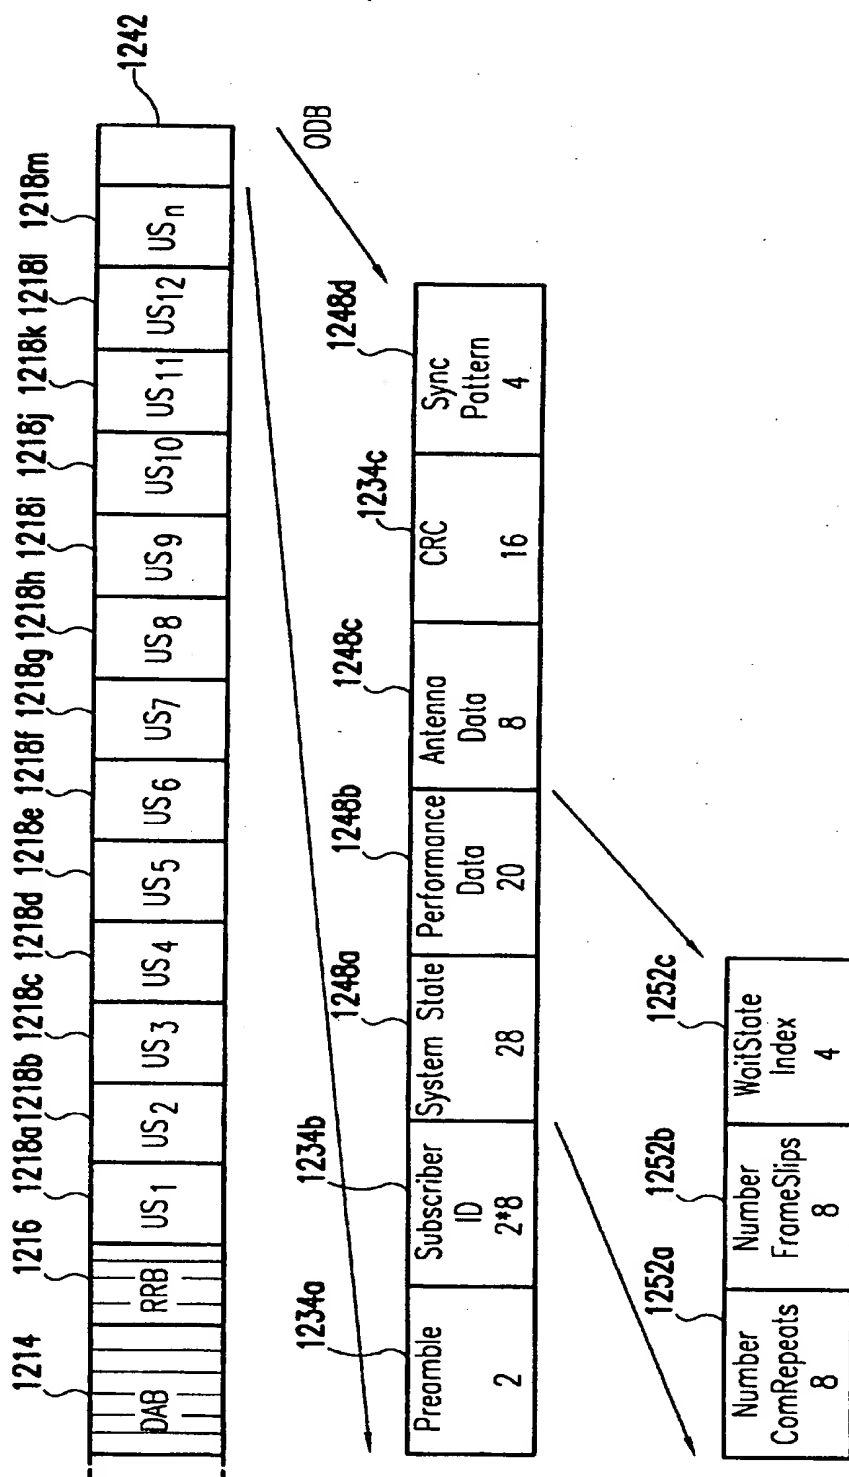 1214
1216
1218a
1218b
1218c
1218d
1218e
1218f
1218g
1218h
1218i
1218j
1218k
1218l
1218m
1242
DAB
RRB
US1
US2
US3
US4
US5
US6
US7
US8
US9
US10
US11
US12
USn
ODB
1234a
1234b
1248a
1248b
1248c
1234c
1248d
Preamble
2
Subscriber
ID
2*8
System State
28
Performance
Data
20
Antenna
Data
8
CRC
16
Sync
Pattern
4
1252a
1252b
1252c
Number
ComRepeats
8
Number
FrameSlips
8
WaitState
Index
4